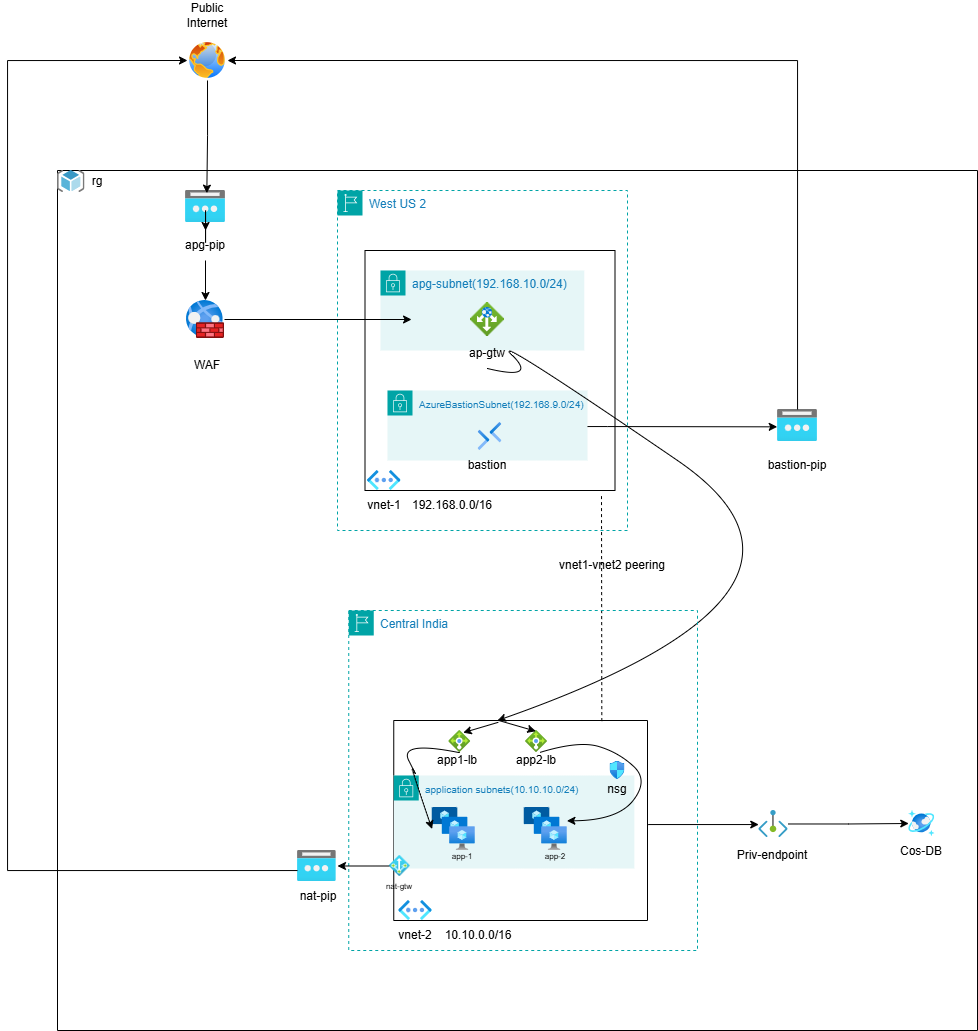 Public
Internet
rg
West US 2
apg-pip
apg-subnet(192.168.10.0/24)
ap-gtw
WAF
AzureBastionSubnet(192.168.9.0/24)
bastion
bastion-pip
vnet-1 192.168.0.0/16
vnet1-vnet2 peering
Central India
app1-lb
app2-lb
nsg
application subnets(10.10.10.0/24)
app-1
app-2
Priv-endpoint
Cos-DB
nat-gtw
nat-pip
vnet-2 10.10.0.0/16